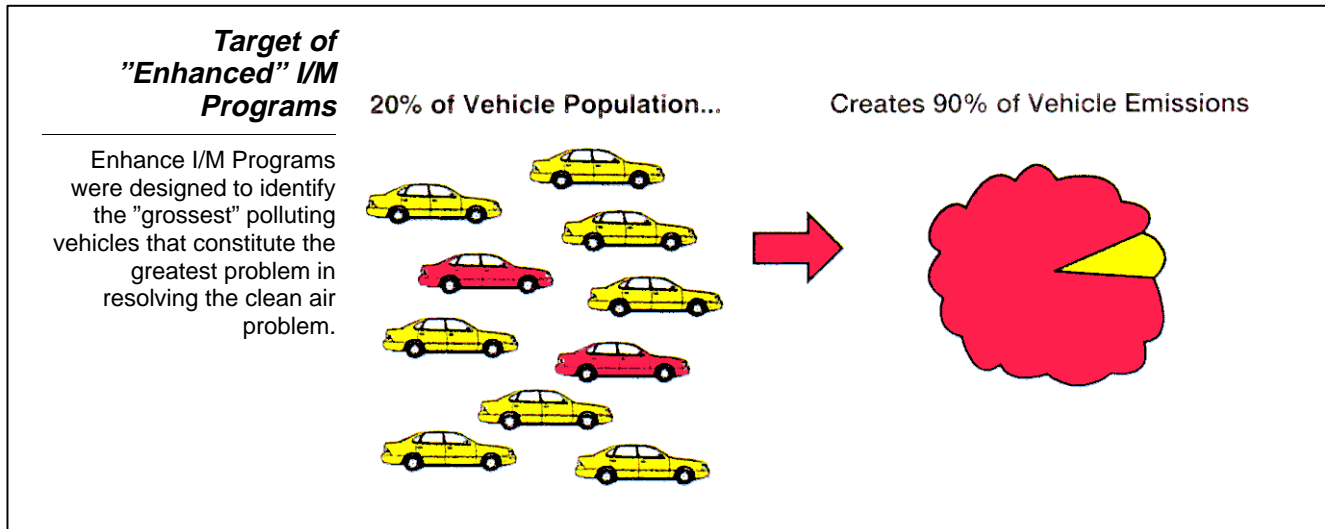 Target of
”Enhanced” I/M
Programs
Enhance I/M Programs
were designed to identify
the ”grossest” polluting
vehicles that constitute the
greatest problem in
resolving the clean air
problem.
20% of Vehicle Population...
Creates 90% of Vehicle Emissions